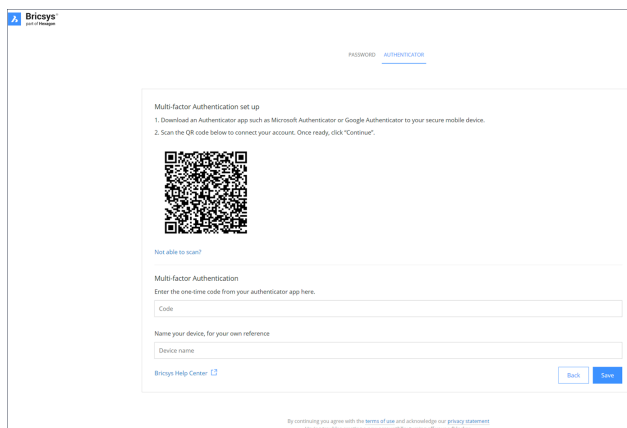 Bricsys®
part of Hexagon
PASSWORD AUTHENTICATOR
Multi-factor Authentication set up
1. Download an Authenticator app such as Microsoft Authenticator or Google Authenticator to your secure mobile device.
2. Scan the QR code below to connect your account. Once ready, click "Continue".
Not able to scan?
Multi-factor Authentication
Enter the one-time code from your authenticator app here.
Code
Name your device, for your own reference
Device name
Bricsys Help Center
Back Save
By continuing you agree with the terms of use and acknowledge our privacy statement